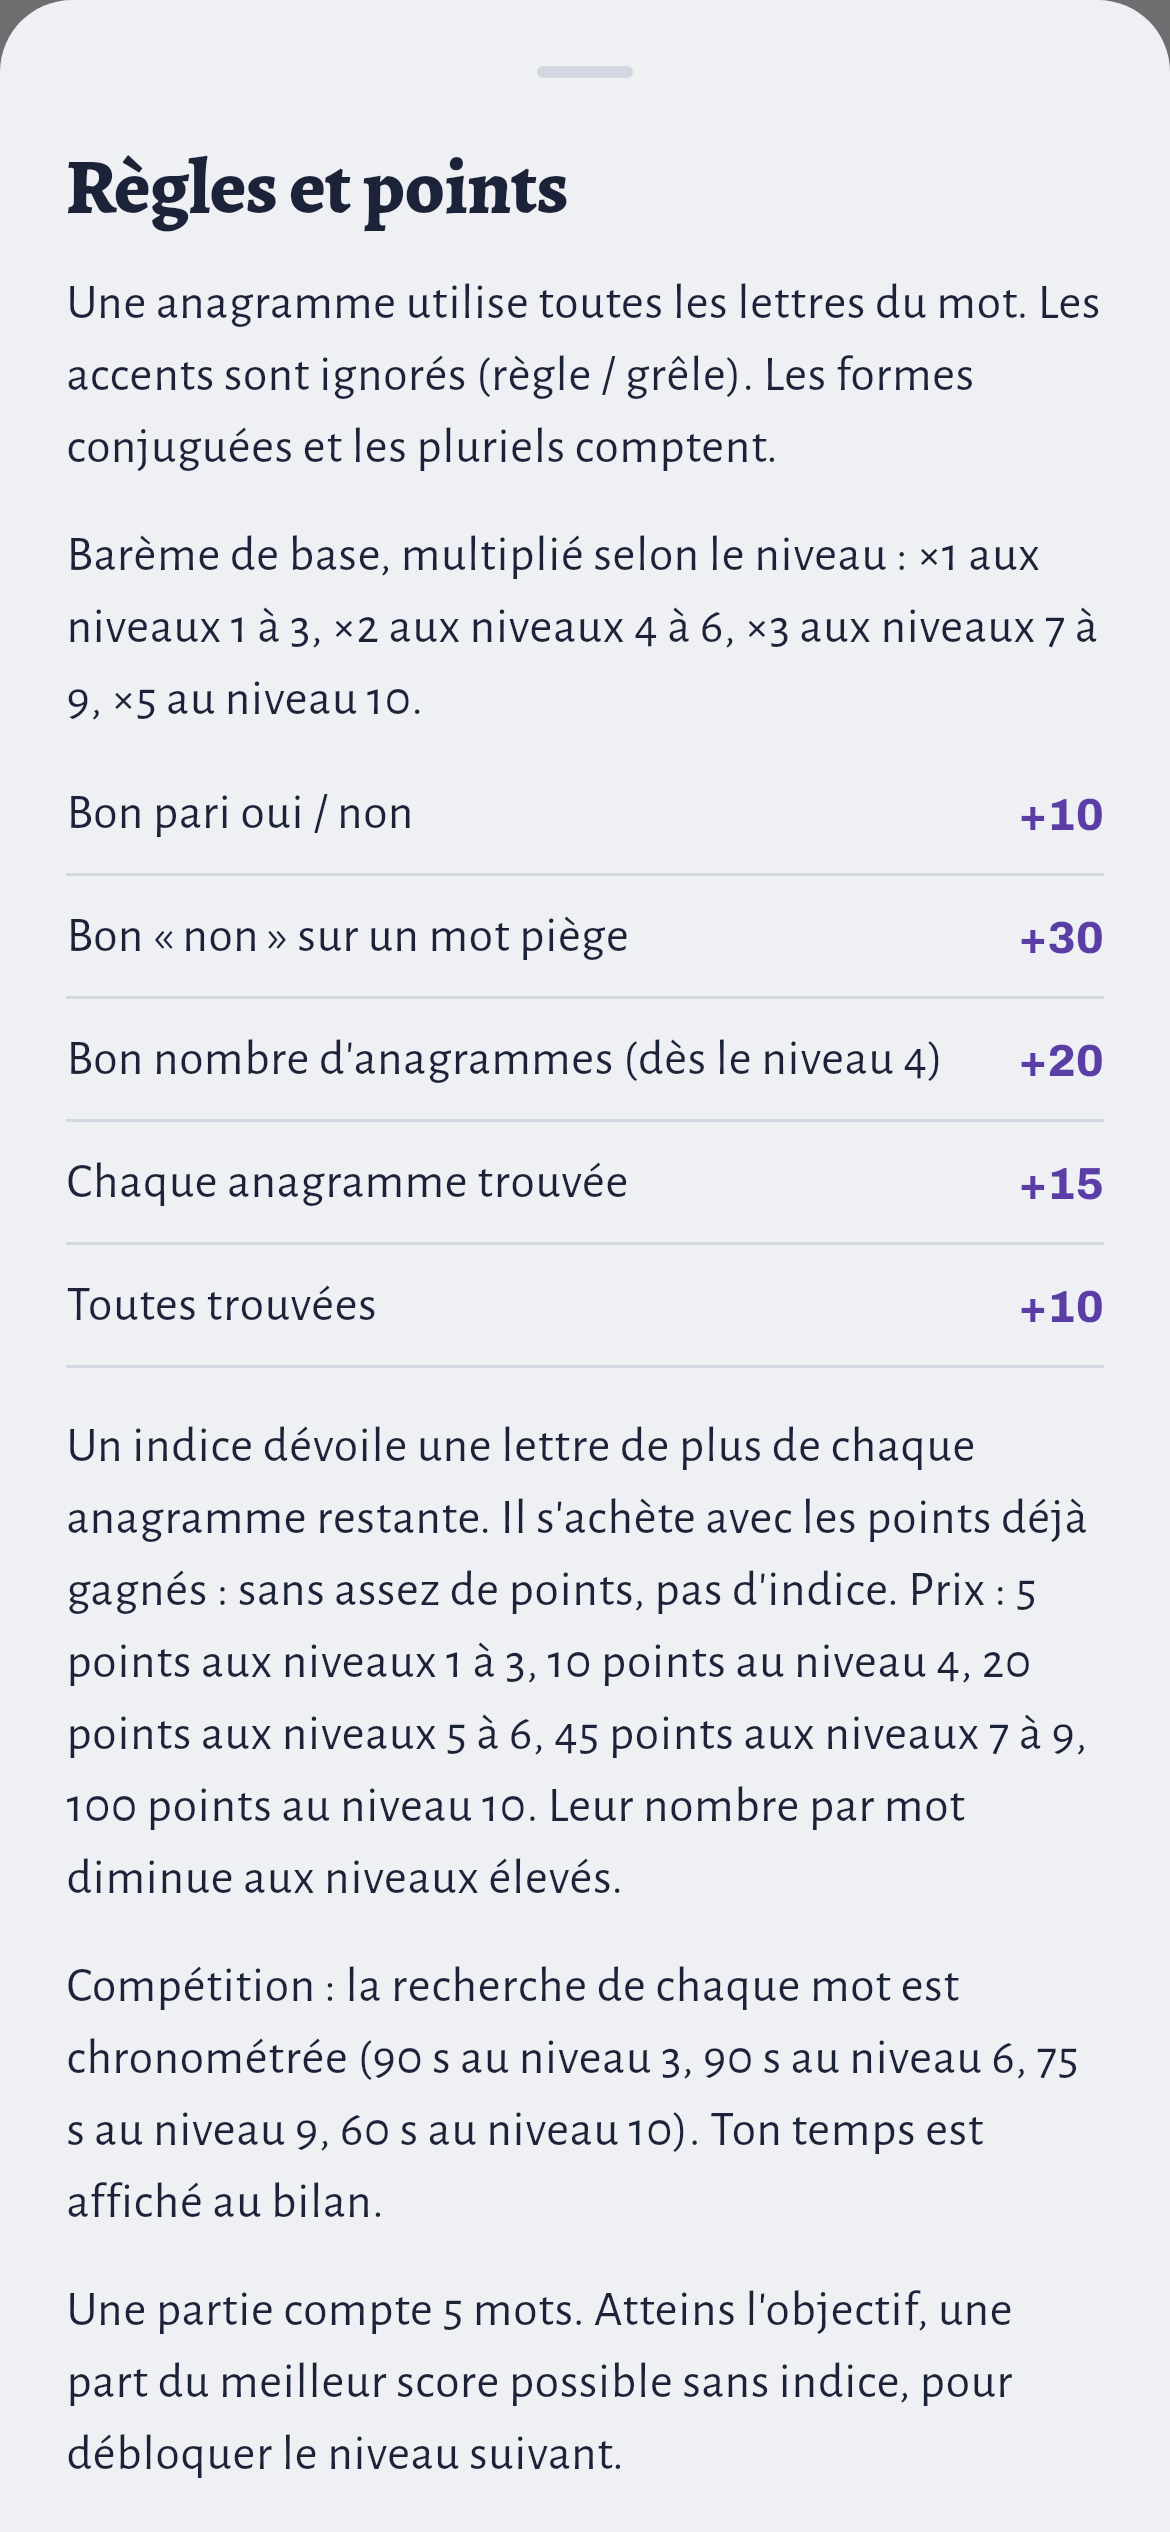 Règles et points
Une anagramme utilise toutes les lettres du mot. Les
accents sont ignorés (règle / grêle). Les formes
conjuguées et les pluriels comptent.
Barème de base, multiplié selon le niveau : ×1 aux
niveaux 1 à 3, ×2 aux niveaux 4 à 6, ×3 aux niveaux 7 à
9, ×5 au niveau 10.
Bon pari oui / non +10
Bon « non » sur un mot piège +30
Bon nombre d'anagrammes (dès le niveau 4) +20
Chaque anagramme trouvée +15
Toutes trouvées +10
Un indice dévoile une lettre de plus de chaque
anagramme restante. Il s'achète avec les points déjà
gagnés : sans assez de points, pas d'indice. Prix : 5
points aux niveaux 1 à 3, 10 points au niveau 4, 20
points aux niveaux 5 à 6, 45 points aux niveaux 7 à 9,
100 points au niveau 10. Leur nombre par mot
diminue aux niveaux élevés.
Compétition : la recherche de chaque mot est
chronométrée (90 s au niveau 3, 90 s au niveau 6, 75
s au niveau 9, 60 s au niveau 10). Ton temps est
affiché au bilan.
Une partie compte 5 mots. Atteins l'objectif, une
part du meilleur score possible sans indice, pour
débloquer le niveau suivant.